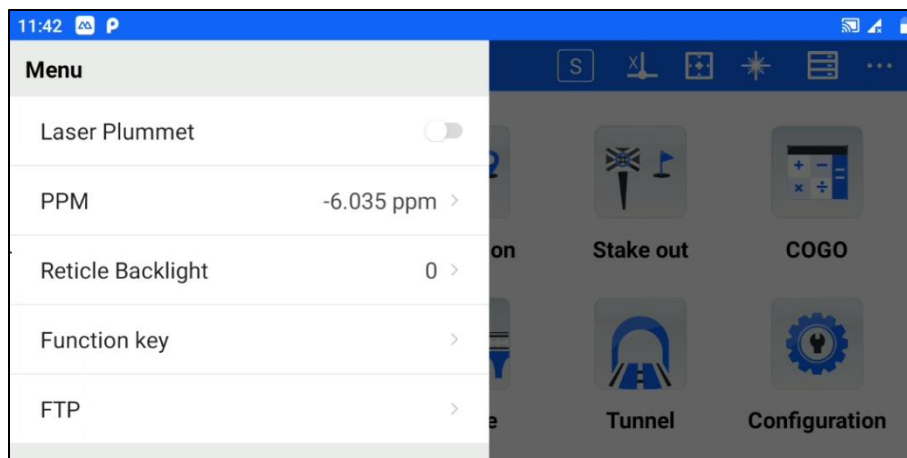 11:42
Menu
S
X
Laser Plummet
PPM -6.035 ppm
Reticle Backlight 0
Function key
FTP
on Stake out COGO
e Tunnel Configuration